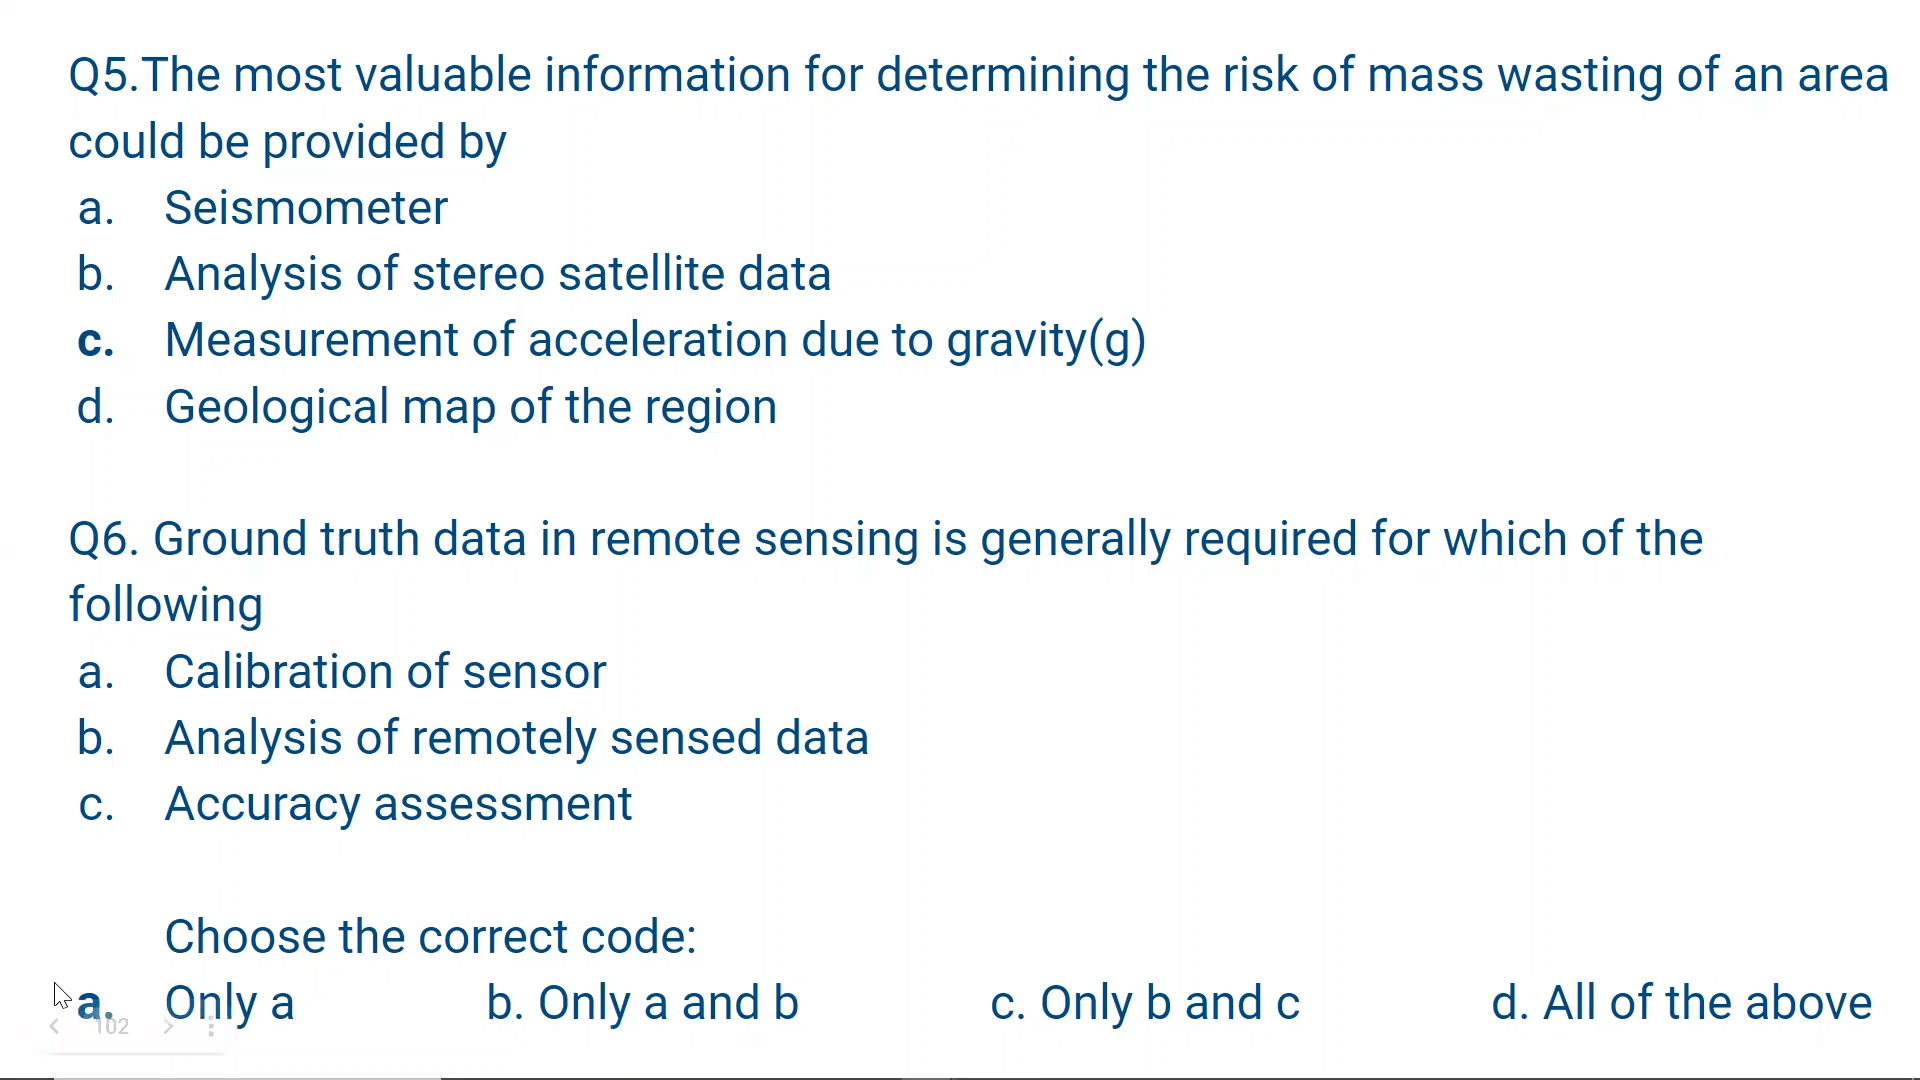 Q5.The most valuable information for determining the risk of mass wasting of an area
could be provided by
a. Seismometer
b. Analysis of stereo satellite data
c. Measurement of acceleration due to gravity(g)
d. Geological map of the region
Q6. Ground truth data in remote sensing is generally required for which of the
following
a. Calibration of sensor
b. Analysis of remotely sensed data
c. Accuracy assessment
Choose the correct code:
a. Only a b. Only a and b c. Only b and c d. All of the above
102